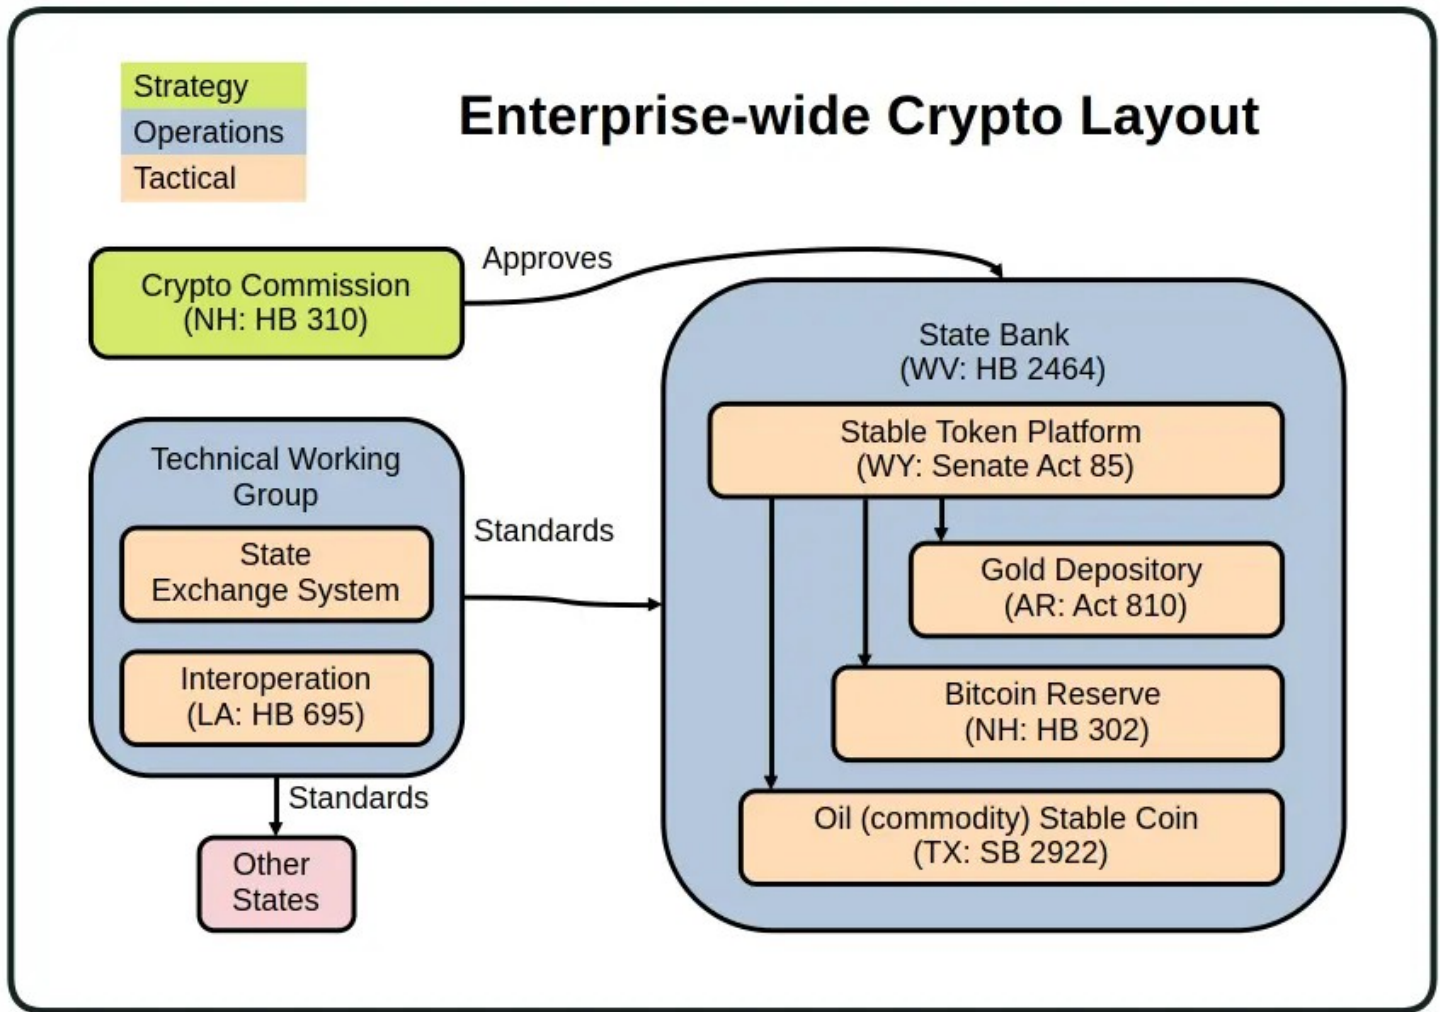 Strategy
Operations
Tactical
Enterprise-wide Crypto Layout
Crypto Commission
(NH: HB 310)
Approves
State Bank
(WV: HB 2464)
Stable Token Platform
(WY: Senate Act 85)
Gold Depository
(AR: Act 810)
Bitcoin Reserve
(NH: HB 302)
Oil (commodity) Stable Coin
(TX: SB 2922)
Technical Working
Group
State
Exchange System
Interoperation
(LA: HB 695)
Standards
Standards
Other
States